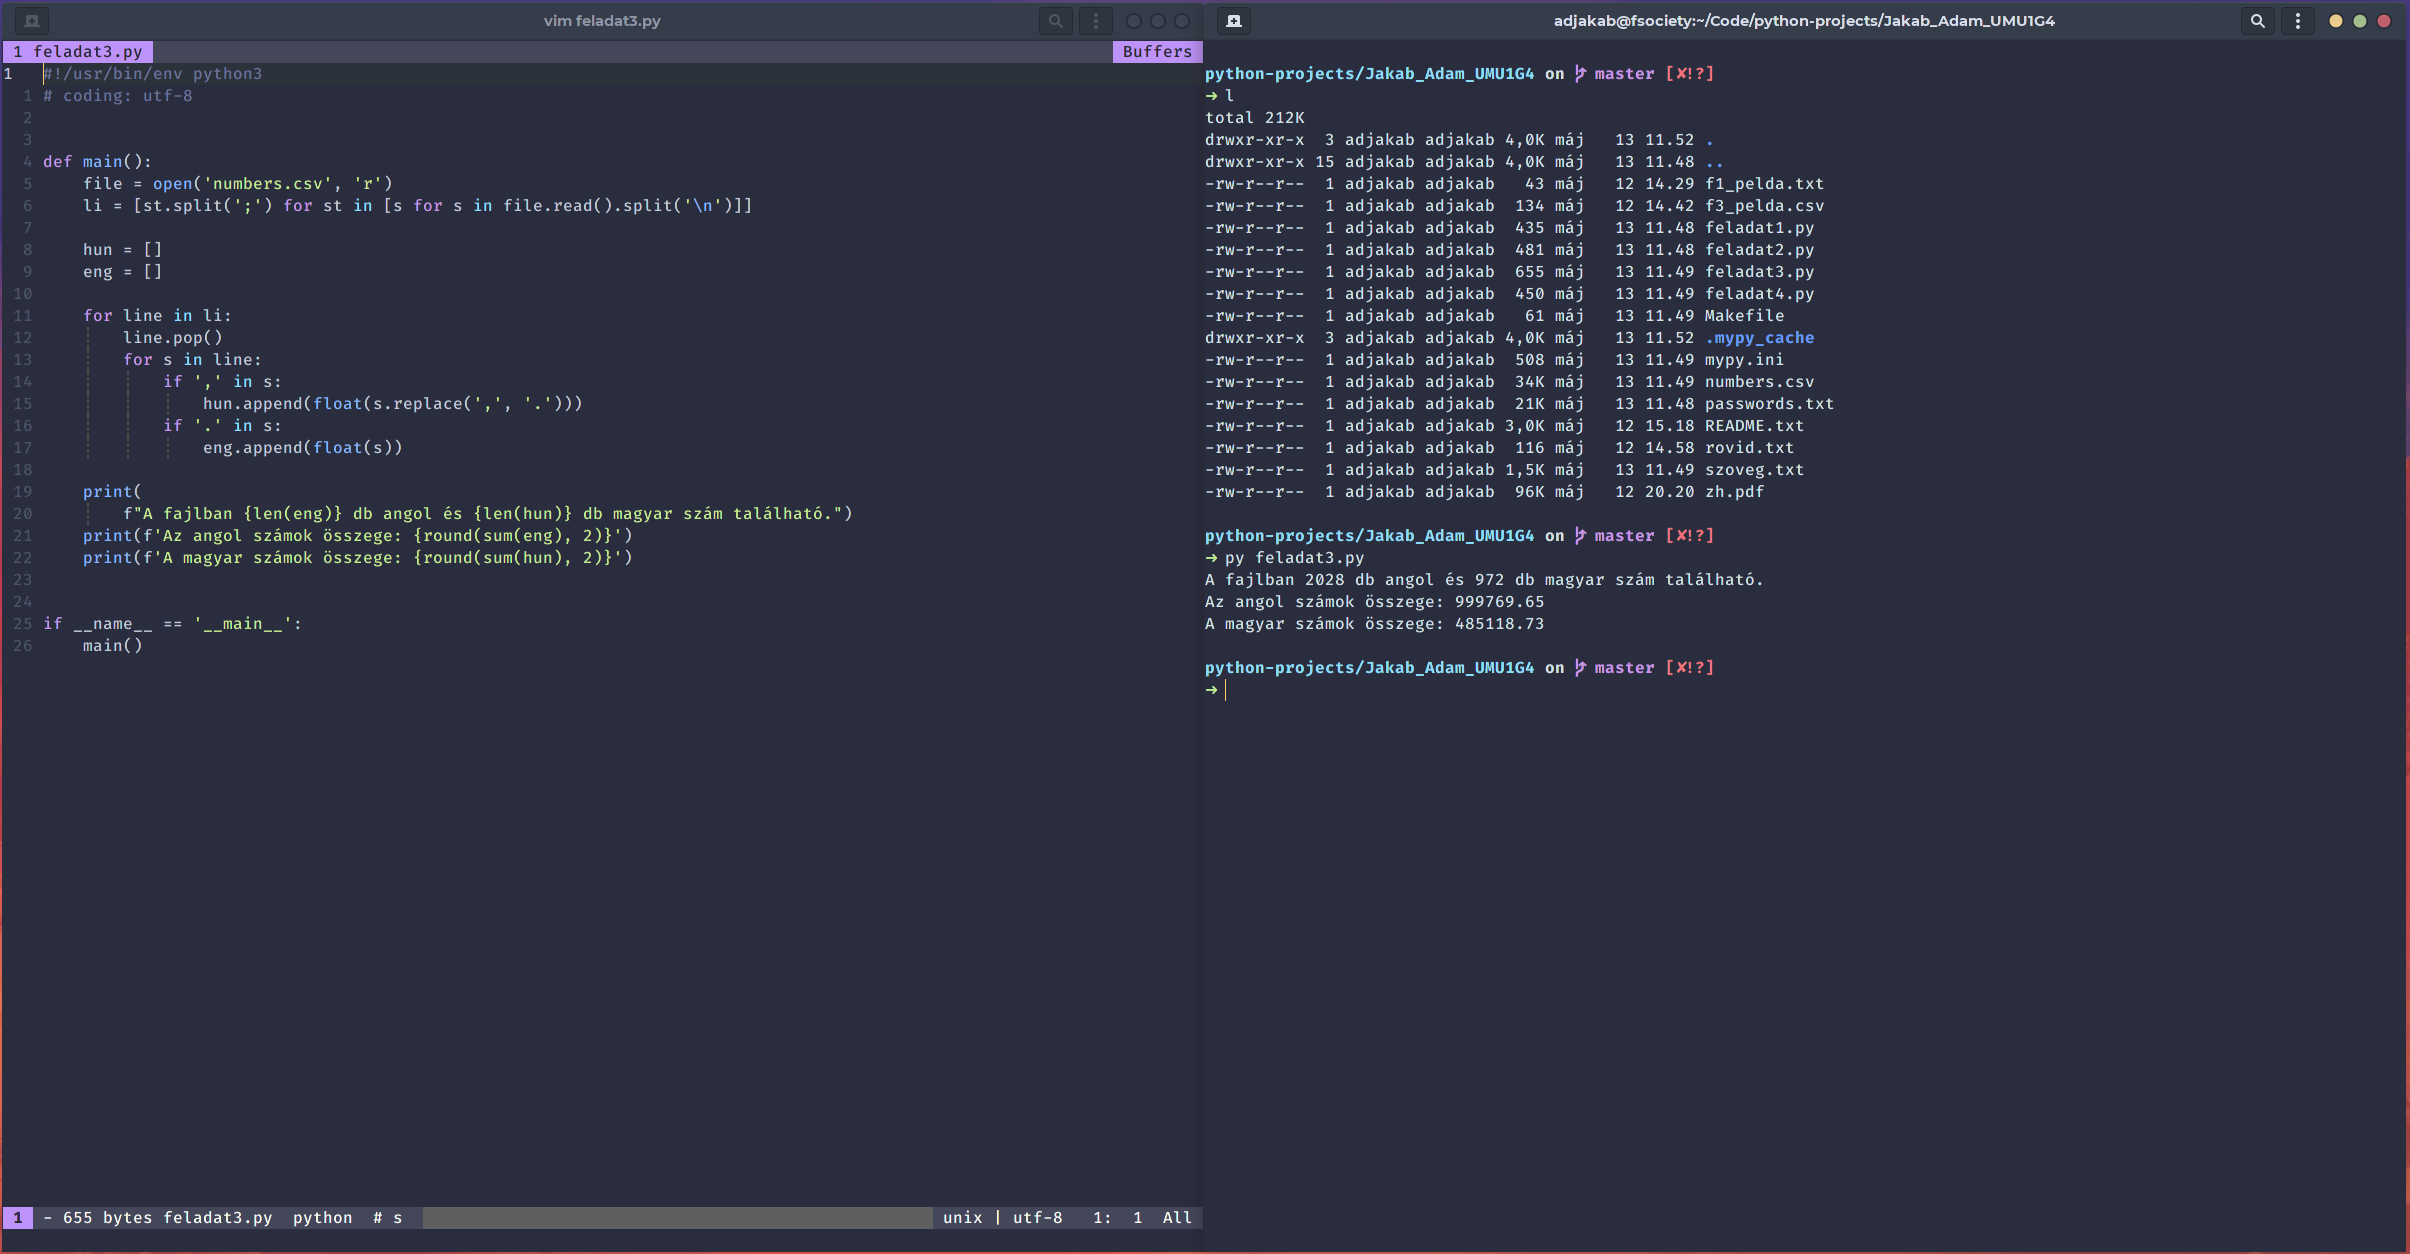 vim feladat3.py
1 feladat3.py
Buffers
1 #!/usr/bin/env python3
1 # coding: utf-8
2
3
4 def main():
5     file = open('numbers.csv', 'r')
6     li = [st.split(';') for st in [s for s in file.read().split('\n')]]
7
8     hun = []
9     eng = []
10
11     for line in li:
12         line.pop()
13         for s in line:
14             if ',' in s:
15                 hun.append(float(s.replace(',', '.')))
16             if '.' in s:
17                 eng.append(float(s))
18
19     print(
20         f"A fajlban {len(eng)} db angol és {len(hun)} db magyar szám található.")
21     print(f'Az angol számok összege: {round(sum(eng), 2)}')
22     print(f'A magyar számok összege: {round(sum(hun), 2)}')
23
24
25 if __name__ == '__main__':
26     main()
1 - 655 bytes feladat3.py  python  # s
unix | utf-8   1:  1  All
adjakab@fsociety:~/Code/python-projects/Jakab_Adam_UMU1G4
python-projects/Jakab_Adam_UMU1G4 on master [✘!?]
➜ l
total 212K
drwxr-xr-x  3 adjakab adjakab 4,0K máj   13 11.52 .
drwxr-xr-x 15 adjakab adjakab 4,0K máj   13 11.48 ..
-rw-r--r--  1 adjakab adjakab   43 máj   12 14.29 f1_pelda.txt
-rw-r--r--  1 adjakab adjakab  134 máj   12 14.42 f3_pelda.csv
-rw-r--r--  1 adjakab adjakab  435 máj   13 11.48 feladat1.py
-rw-r--r--  1 adjakab adjakab  481 máj   13 11.48 feladat2.py
-rw-r--r--  1 adjakab adjakab  655 máj   13 11.49 feladat3.py
-rw-r--r--  1 adjakab adjakab  450 máj   13 11.49 feladat4.py
-rw-r--r--  1 adjakab adjakab   61 máj   13 11.49 Makefile
drwxr-xr-x  3 adjakab adjakab 4,0K máj   13 11.52 .mypy_cache
-rw-r--r--  1 adjakab adjakab  508 máj   13 11.49 mypy.ini
-rw-r--r--  1 adjakab adjakab  34K máj   13 11.49 numbers.csv
-rw-r--r--  1 adjakab adjakab  21K máj   13 11.48 passwords.txt
-rw-r--r--  1 adjakab adjakab 3,0K máj   12 15.18 README.txt
-rw-r--r--  1 adjakab adjakab  116 máj   12 14.58 rovid.txt
-rw-r--r--  1 adjakab adjakab 1,5K máj   13 11.49 szoveg.txt
-rw-r--r--  1 adjakab adjakab  96K máj   12 20.20 zh.pdf
python-projects/Jakab_Adam_UMU1G4 on master [✘!?]
➜ py feladat3.py
A fajlban 2028 db angol és 972 db magyar szám található.
Az angol számok összege: 999769.65
A magyar számok összege: 485118.73
python-projects/Jakab_Adam_UMU1G4 on master [✘!?]
➜